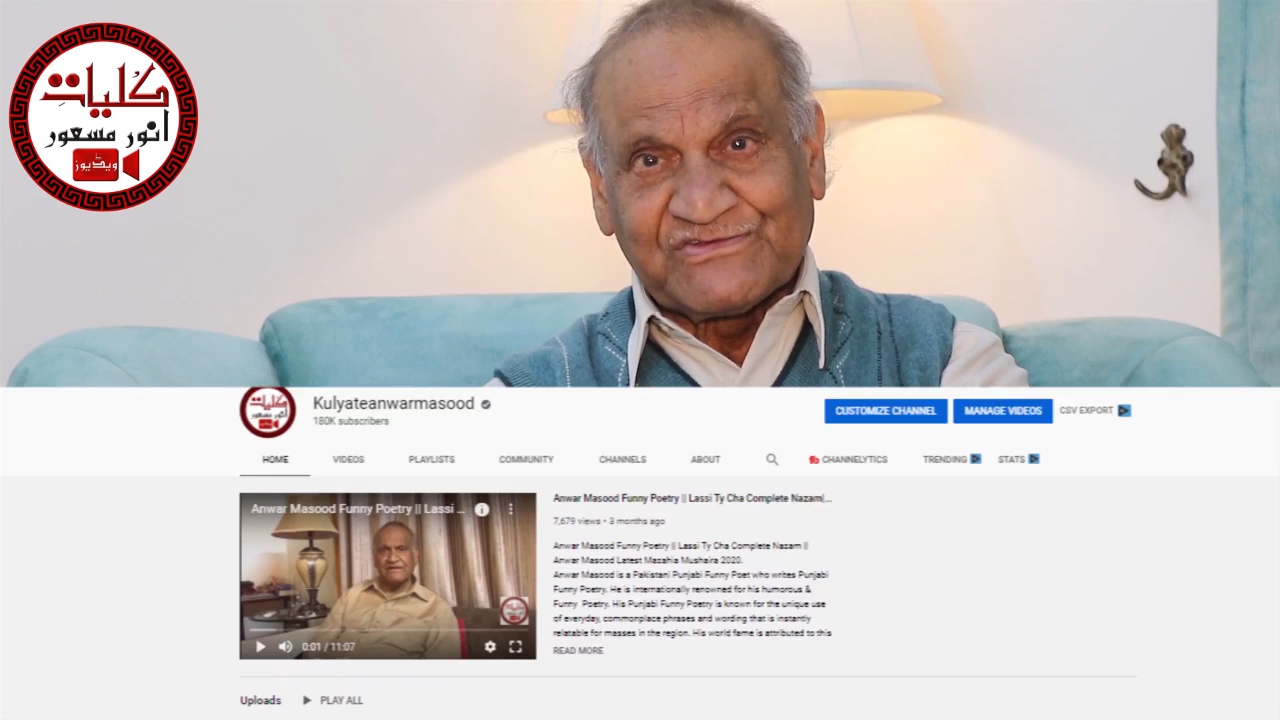 کلیاتِ
انور مسعور
ویڈیوز
کلیات
انور مسعور
Kulyateanwarmasood
180K subscribers
CUSTOMIZE CHANNEL
MANAGE VIDEOS
CSV EXPORT
HOME
VIDEOS
PLAYLISTS
COMMUNITY
CHANNELS
ABOUT
CHANNELYTICS
TRENDING
STATS
Anwar Masood Funny Poetry || Lassi ...
0:01 / 11:07
Anwar Masood Funny Poetry || Lassi Ty Cha Complete Nazam|...
7,679 views • 3 months ago
Anwar Masood Funny Poetry || Lassi Ty Cha Complete Nazam ||
Anwar Masood Latest Mazahia Mushaira 2020.
Anwar Masood is a Pakistani Punjabi Funny Poet who writes Punjabi
Funny Poetry. He is internationally renowned for his humorous &
Funny Poetry. His Punjabi Funny Poetry is known for the unique use
of everyday, commonplace phrases and wording that is instantly
relatable for masses in the region. His world fame is attributed to this
READ MORE
Uploads
PLAY ALL